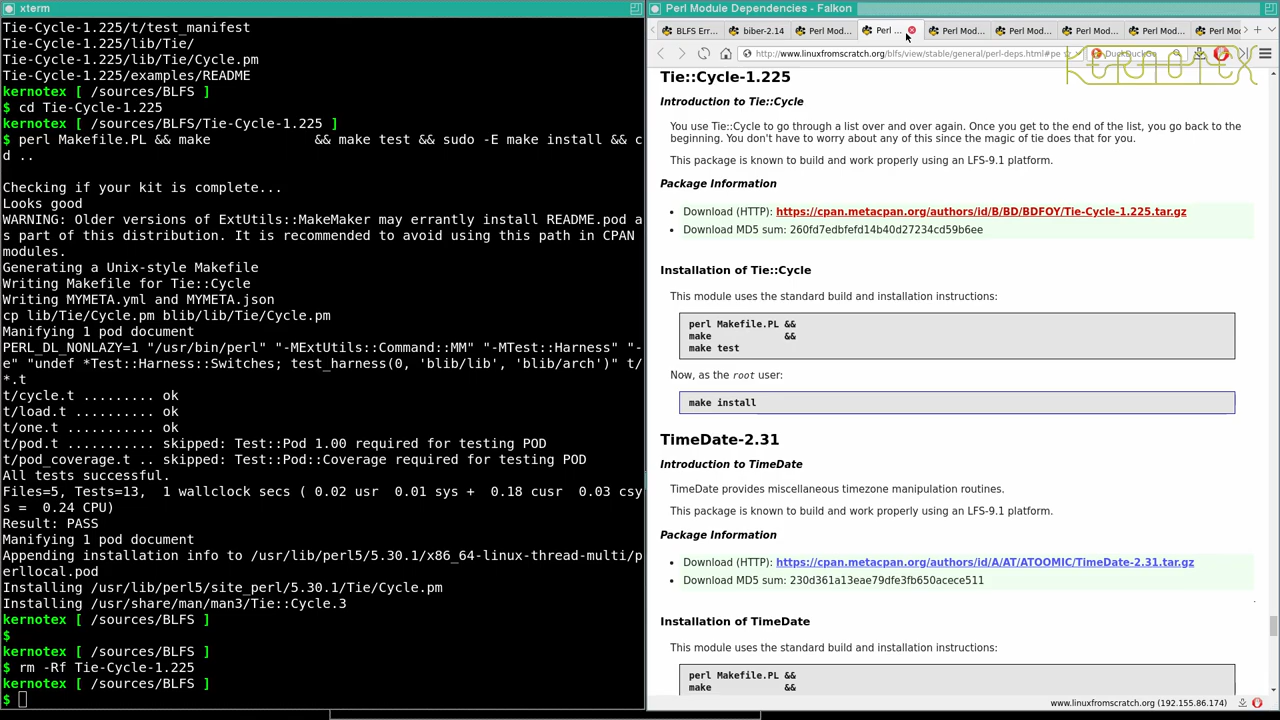 xterm
Tie-Cycle-1.225/t/test_manifest
Tie-Cycle-1.225/lib/Tie/
Tie-Cycle-1.225/lib/Tie/Cycle.pm
Tie-Cycle-1.225/examples/README
kernotex [ /sources/BLFS ]
$ cd Tie-Cycle-1.225
kernotex [ /sources/BLFS/Tie-Cycle-1.225 ]
$ perl Makefile.PL && make             && make test && sudo -E make install && c
d ..
Checking if your kit is complete...
Looks good
WARNING: Older versions of ExtUtils::MakeMaker may errantly install README.pod a
s part of this distribution. It is recommended to avoid using this path in CPAN
modules.
Generating a Unix-style Makefile
Writing Makefile for Tie::Cycle
Writing MYMETA.yml and MYMETA.json
cp lib/Tie/Cycle.pm blib/lib/Tie/Cycle.pm
Manifying 1 pod document
PERL_DL_NONLAZY=1 "/usr/bin/perl" "-MExtUtils::Command::MM" "-MTest::Harness" "-
e" "undef *Test::Harness::Switches; test_harness(0, 'blib/lib', 'blib/arch')" t/
*.t
t/cycle.t ......... ok
t/load.t .......... ok
t/one.t ........... ok
t/pod.t ........... skipped: Test::Pod 1.00 required for testing POD
t/pod_coverage.t .. skipped: Test::Pod::Coverage required for testing POD
All tests successful.
Files=5, Tests=13,  1 wallclock secs ( 0.02 usr  0.01 sys +  0.18 cusr  0.03 csy
s =  0.24 CPU)
Result: PASS
Manifying 1 pod document
Appending installation info to /usr/lib/perl5/5.30.1/x86_64-linux-thread-multi/p
erllocal.pod
Installing /usr/lib/perl5/site_perl/5.30.1/Tie/Cycle.pm
Installing /usr/share/man/man3/Tie::Cycle.3
kernotex [ /sources/BLFS ]
$
kernotex [ /sources/BLFS ]
$ rm -Rf Tie-Cycle-1.225
kernotex [ /sources/BLFS ]
$
Perl Module Dependencies - Falkon
BLFS Err... biber-2.14 Perl Mod... Perl ... Perl Mod... Perl Mod... Perl Mod... Perl Mod... Perl Mo
http://www.linuxfromscratch.org/blfs/view/stable/general/perl-deps.html#pe DuckDuckGo
KERNOTEX
Tie::Cycle-1.225
Introduction to Tie::Cycle
You use Tie::Cycle to go through a list over and over again. Once you get to the end of the list, you go back to the
beginning. You don't have to worry about any of this since the magic of tie does that for you.
This package is known to build and work properly using an LFS-9.1 platform.
Package Information
• Download (HTTP): https://cpan.metacpan.org/authors/id/B/BD/BDFOY/Tie-Cycle-1.225.tar.gz
• Download MD5 sum: 260fd7edbfefd14b40d27234cd59b6ee
Installation of Tie::Cycle
This module uses the standard build and installation instructions:
perl Makefile.PL &&
make             &&
make test
Now, as the root user:
make install
TimeDate-2.31
Introduction to TimeDate
TimeDate provides miscellaneous timezone manipulation routines.
This package is known to build and work properly using an LFS-9.1 platform.
Package Information
• Download (HTTP): https://cpan.metacpan.org/authors/id/A/AT/ATOOMIC/TimeDate-2.31.tar.gz
• Download MD5 sum: 230d361a13eae79dfe3fb650acece511
Installation of TimeDate
This module uses the standard build and installation instructions:
perl Makefile.PL &&
make             &&
www.linuxfromscratch.org (192.155.86.174)